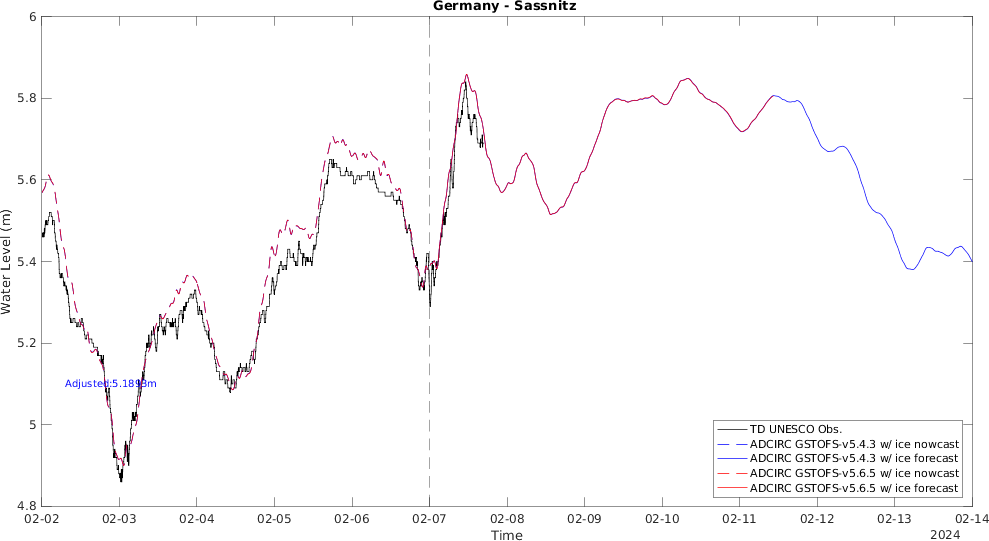 Germany - Sassnitz
Water Level (m)
6
5.8
5.6
5.4
5.2
5
4.8
Adjusted:5.1893m
TD UNESCO Obs.
ADCIRC GSTOFS-v5.4.3 w/ ice nowcast
ADCIRC GSTOFS-v5.4.3 w/ ice forecast
ADCIRC GSTOFS-v5.6.5 w/ ice nowcast
ADCIRC GSTOFS-v5.6.5 w/ ice forecast
02-02 02-03 02-04 02-05 02-06 02-07 02-08 02-09 02-10 02-11 02-12 02-13 02-14
Time
2024